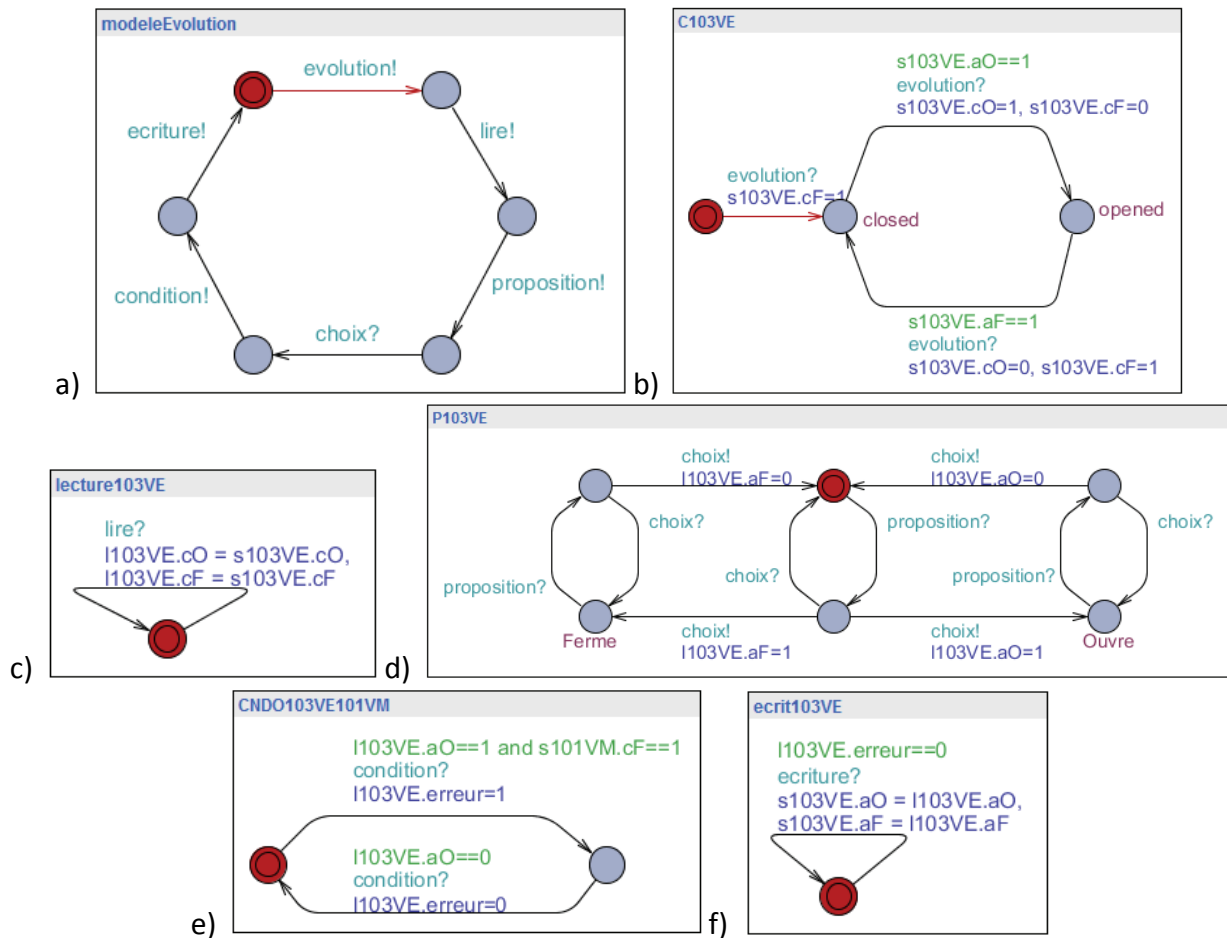 modeleEvolution
evolution!
ecriture!
lire!
condition!
proposition!
choix?
a)
C103VE
s103VE.aO==1
evolution?
s103VE.cO=1, s103VE.cF=0
evolution?
s103VE.cF=1
closed
opened
s103VE.aF==1
evolution?
s103VE.cO=0, s103VE.cF=1
b)
lecture103VE
lire?
l103VE.cO = s103VE.cO,
l103VE.cF = s103VE.cF
c)
P103VE
choix!
l103VE.aF=0
choix!
l103VE.aO=0
choix?
proposition?
choix?
proposition?
choix?
proposition?
Ferme
choix!
l103VE.aF=1
choix!
l103VE.aO=1
Ouvre
d)
CNDO103VE101VM
l103VE.aO==1 and s101VM.cF==1
condition?
l103VE.erreur=1
l103VE.aO==0
condition?
l103VE.erreur=0
e)
ecrit103VE
l103VE.erreur==0
ecriture?
s103VE.aO = l103VE.aO,
s103VE.aF = l103VE.aF
f)